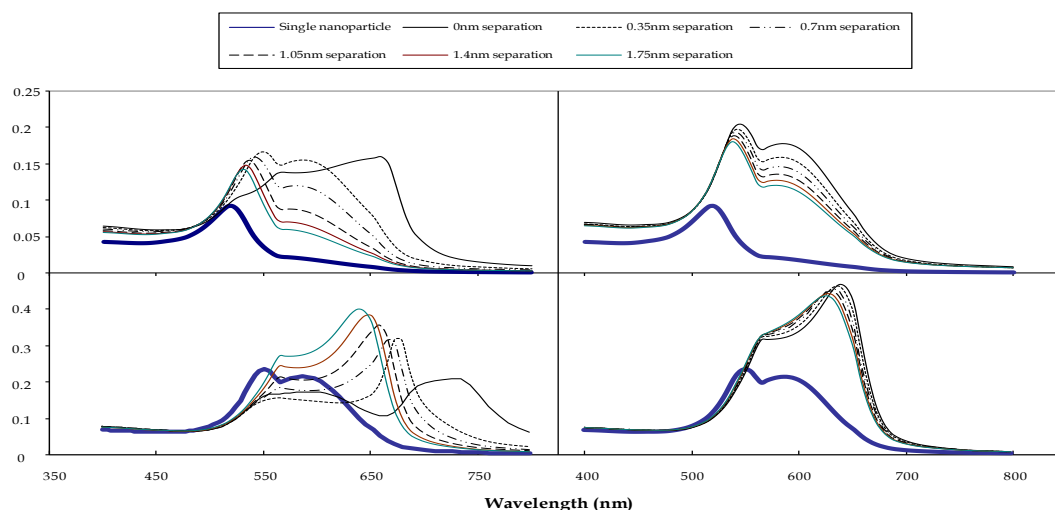 Single nanoparticle 0nm separation 0.35nm separation 0.7nm separation
1.05nm separation 1.4nm separation 1.75nm separation
0.25
0.2
0.15
0.1
0.05
0
0.4
0.3
0.2
0.1
0
350 450 550 650 750 400 500 600 700 800
Wavelength (nm)